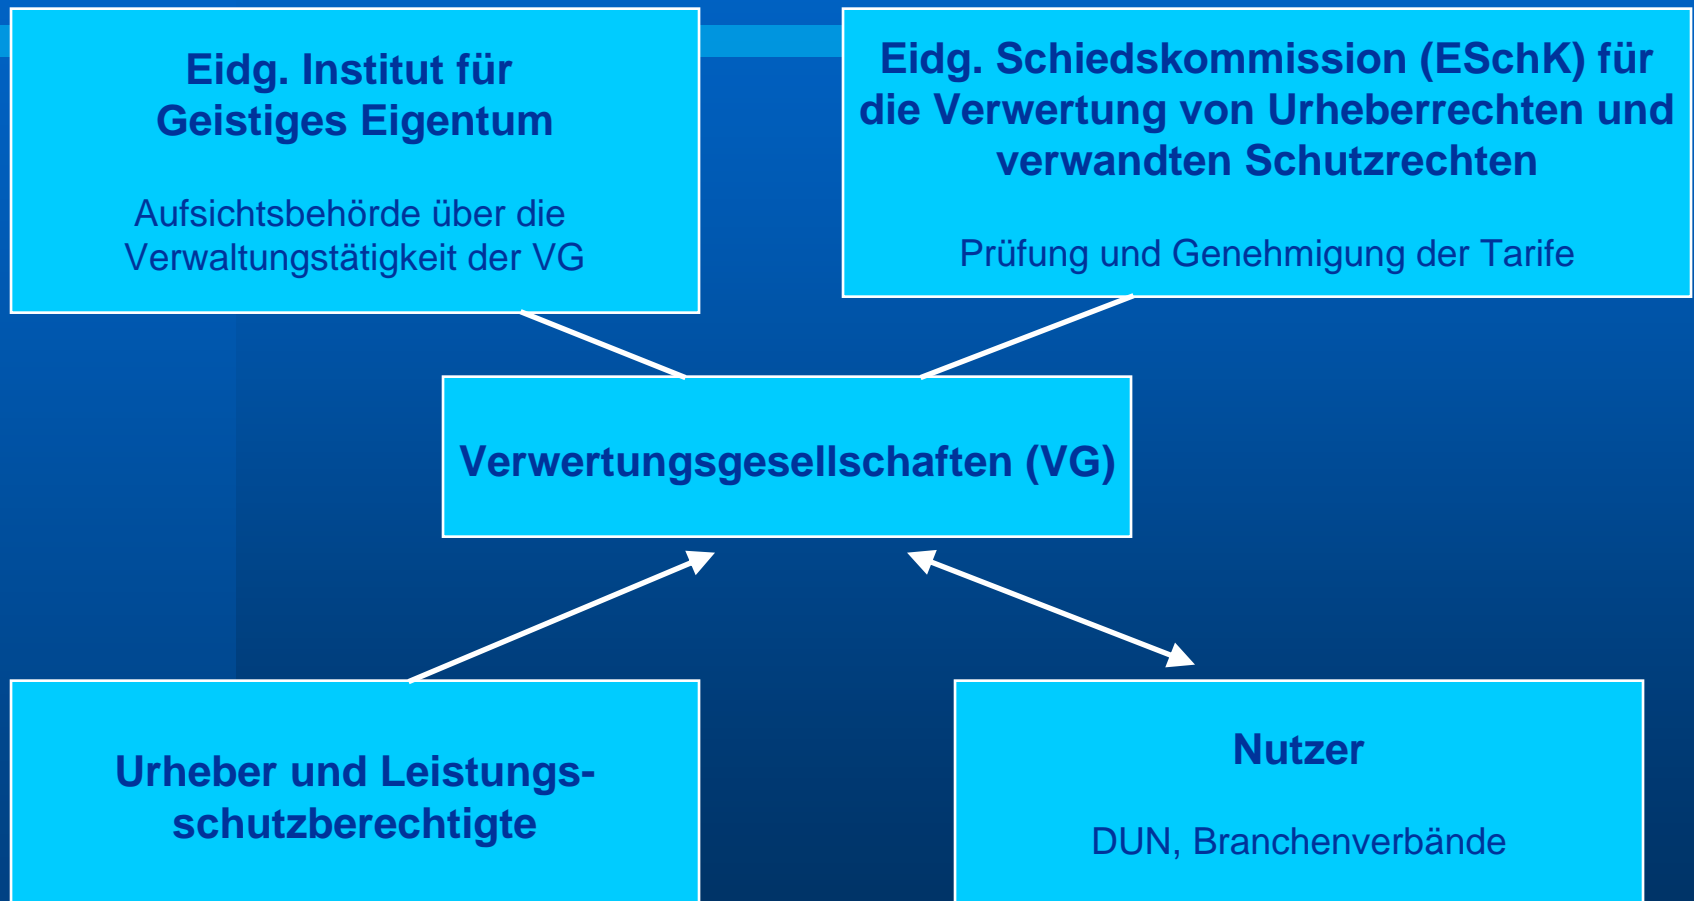 Eidg. Institut für
Geistiges Eigentum
Aufsichtsbehörde über die
Verwaltungstätigkeit der VG
Eidg. Schiedskommission (ESchK) für
die Verwertung von Urheberrechten und
verwandten Schutzrechten
Prüfung und Genehmigung der Tarife
Verwertungsgesellschaften (VG)
Urheber und Leistungs-
schutzberechtigte
Nutzer
DUN, Branchenverbände